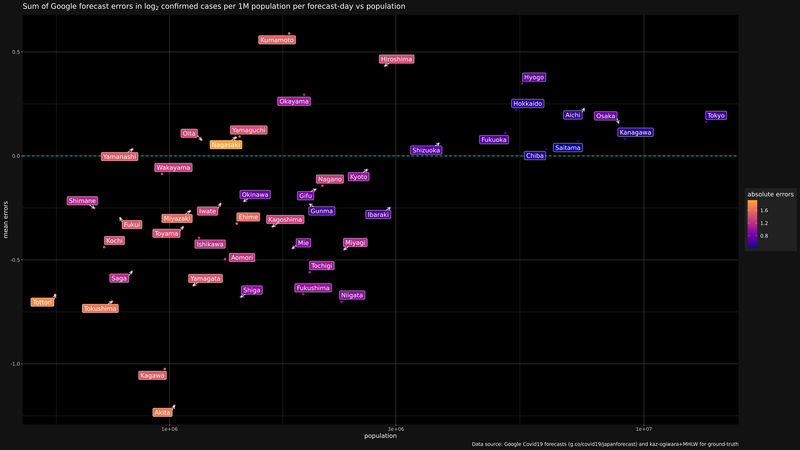 Sum of Google forecast errors in log2 confirmed cases per 1M population per forecast-day vs population
Kumamoto
0.5
Hiroshima
Hyogo
Okayama
Hokkaido
Aichi
Osaka
Tokyo
Oita
Yamaguchi
Kanagawa
Nagasaki
Fukuoka
Shizuoka
Saitama
0.0
Yamanashi
Chiba
Wakayama
Nagano
Kyoto
absolute errors
Shimane
Okinawa
Gifu
1.6
Iwate
Gunma
Ibaraki
1.2
Miyazaki
Ehime
Kagoshima
0.8
Fukui
Toyama
mean errors
Kochi
Ishikawa
Mie
Miyagi
-0.5
Aomori
Tochigi
Saga
Yamagata
Shiga
Fukushima
Niigata
Tottori
Tokushima
-1.0
Kagawa
Akita
1e+06
3e+06
1e+07
population
Data source: Google Covid19 forecasts (g.co/covid19/japanforecast) and kaz-ogiwara+MHLW for ground-truth